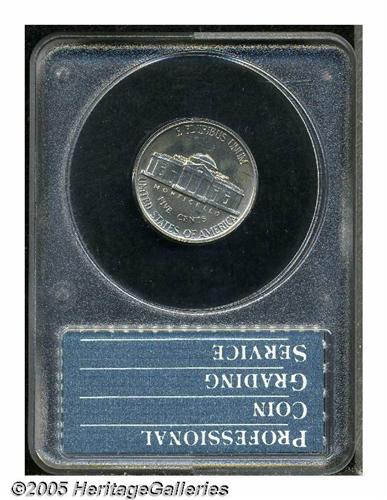 E PLURIBUS UNUM
MONTICELLO
FIVE CENTS
UNITED STATES OF AMERICA
PROFESSIONAL
COIN
GRADING
SERVICE
©2005 HeritageGalleries